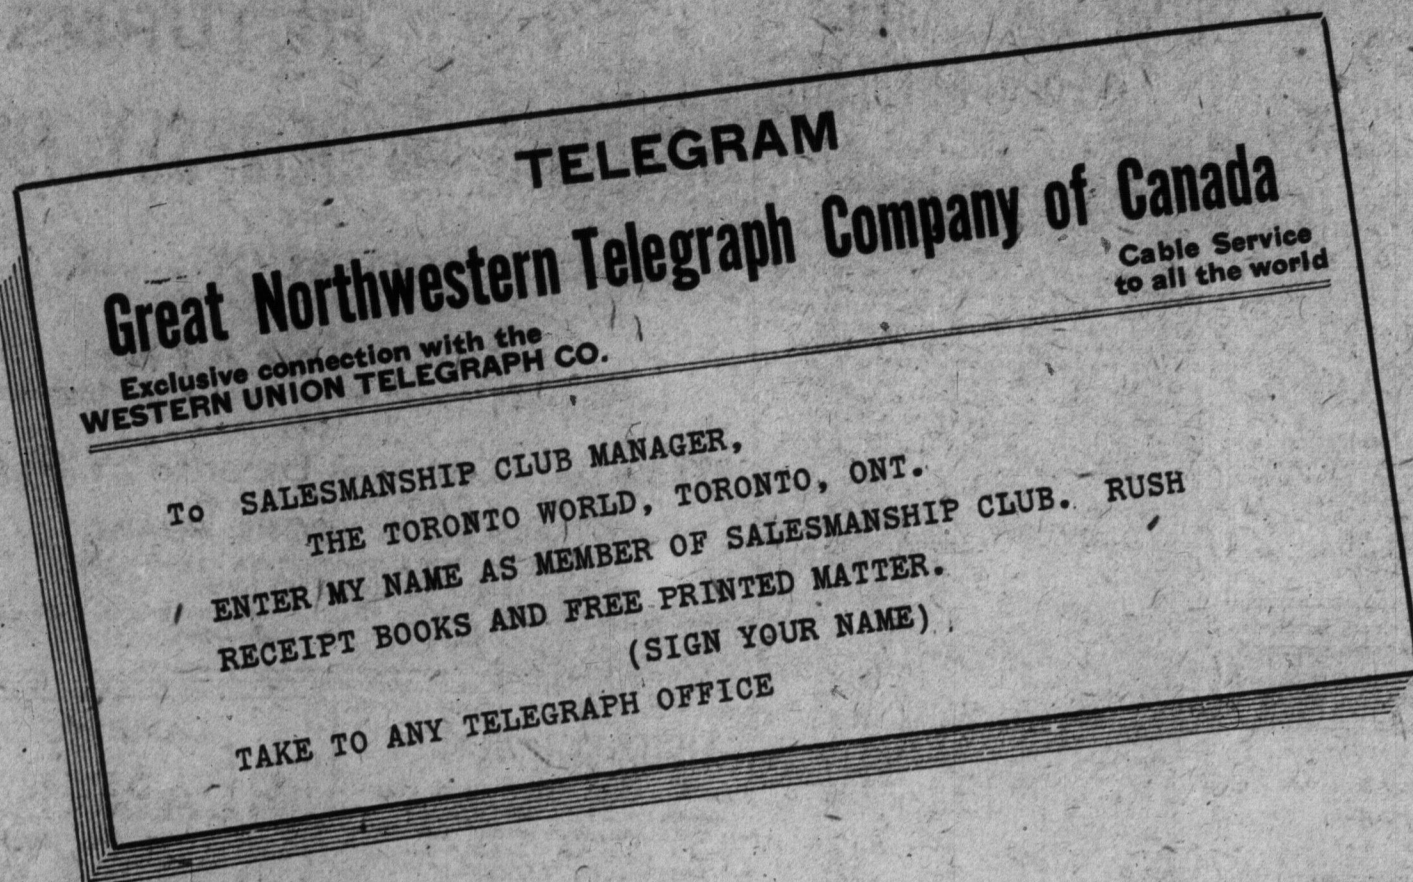 TELEGRAM
Great Northwestern Telegraph Company of Canada
Exclusive connection with the
WESTERN UNION TELEGRAPH CO.
Cable Service
to all the world
To SALESMANSHIP CLUB MANAGER,
THE TORONTO WORLD, TORONTO, ONT.
ENTER MY NAME AS MEMBER OF SALESMANSHIP CLUB. RUSH
RECEIPT BOOKS AND FREE PRINTED MATTER.
(SIGN YOUR NAME)
TAKE TO ANY TELEGRAPH OFFICE